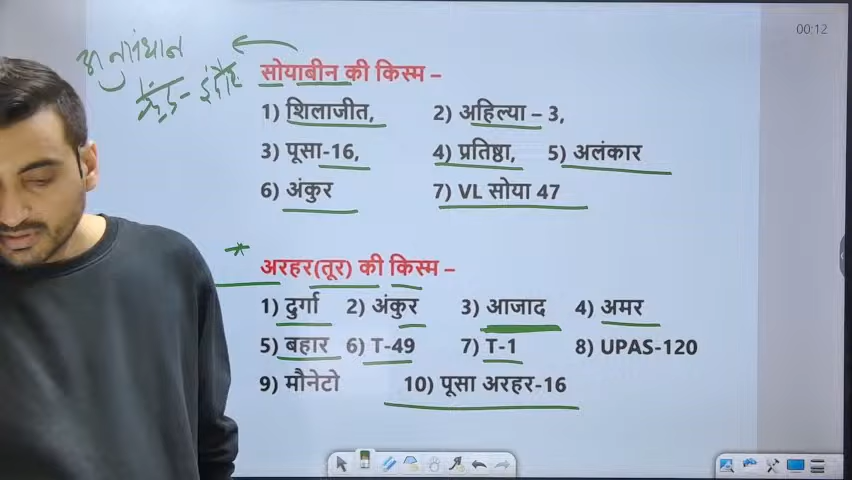 00:12
अनुसंधान
केंद्र - इंदौर
सोयाबीन की किस्म –
1) शिलाजीत, 2) अहिल्या – 3,
3) पूसा-16, 4) प्रतिष्ठा, 5) अलंकार
6) अंकुर 7) VL सोया 47
* अरहर(तूर) की किस्म –
1) दुर्गा 2) अंकुर 3) आजाद 4) अमर
5) बहार 6) T-49 7) T-1 8) UPAS-120
9) मौनेटो 10) पूसा अरहर-16